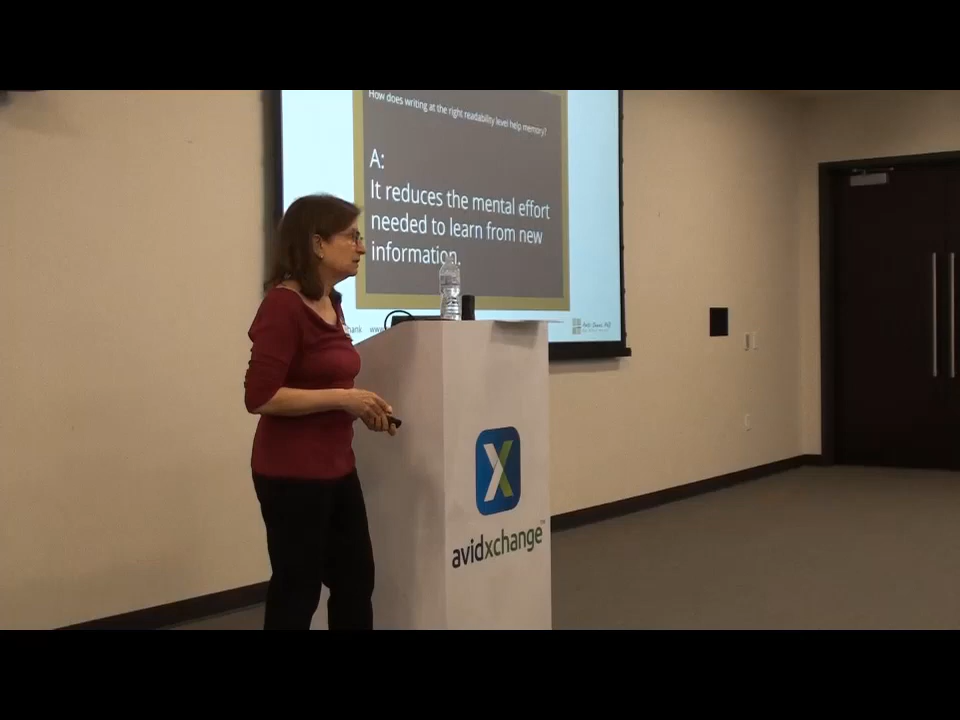 How does writing at the right readability level help memory?
A:
It reduces the mental effort
needed to learn from new
information.
avidxchange™